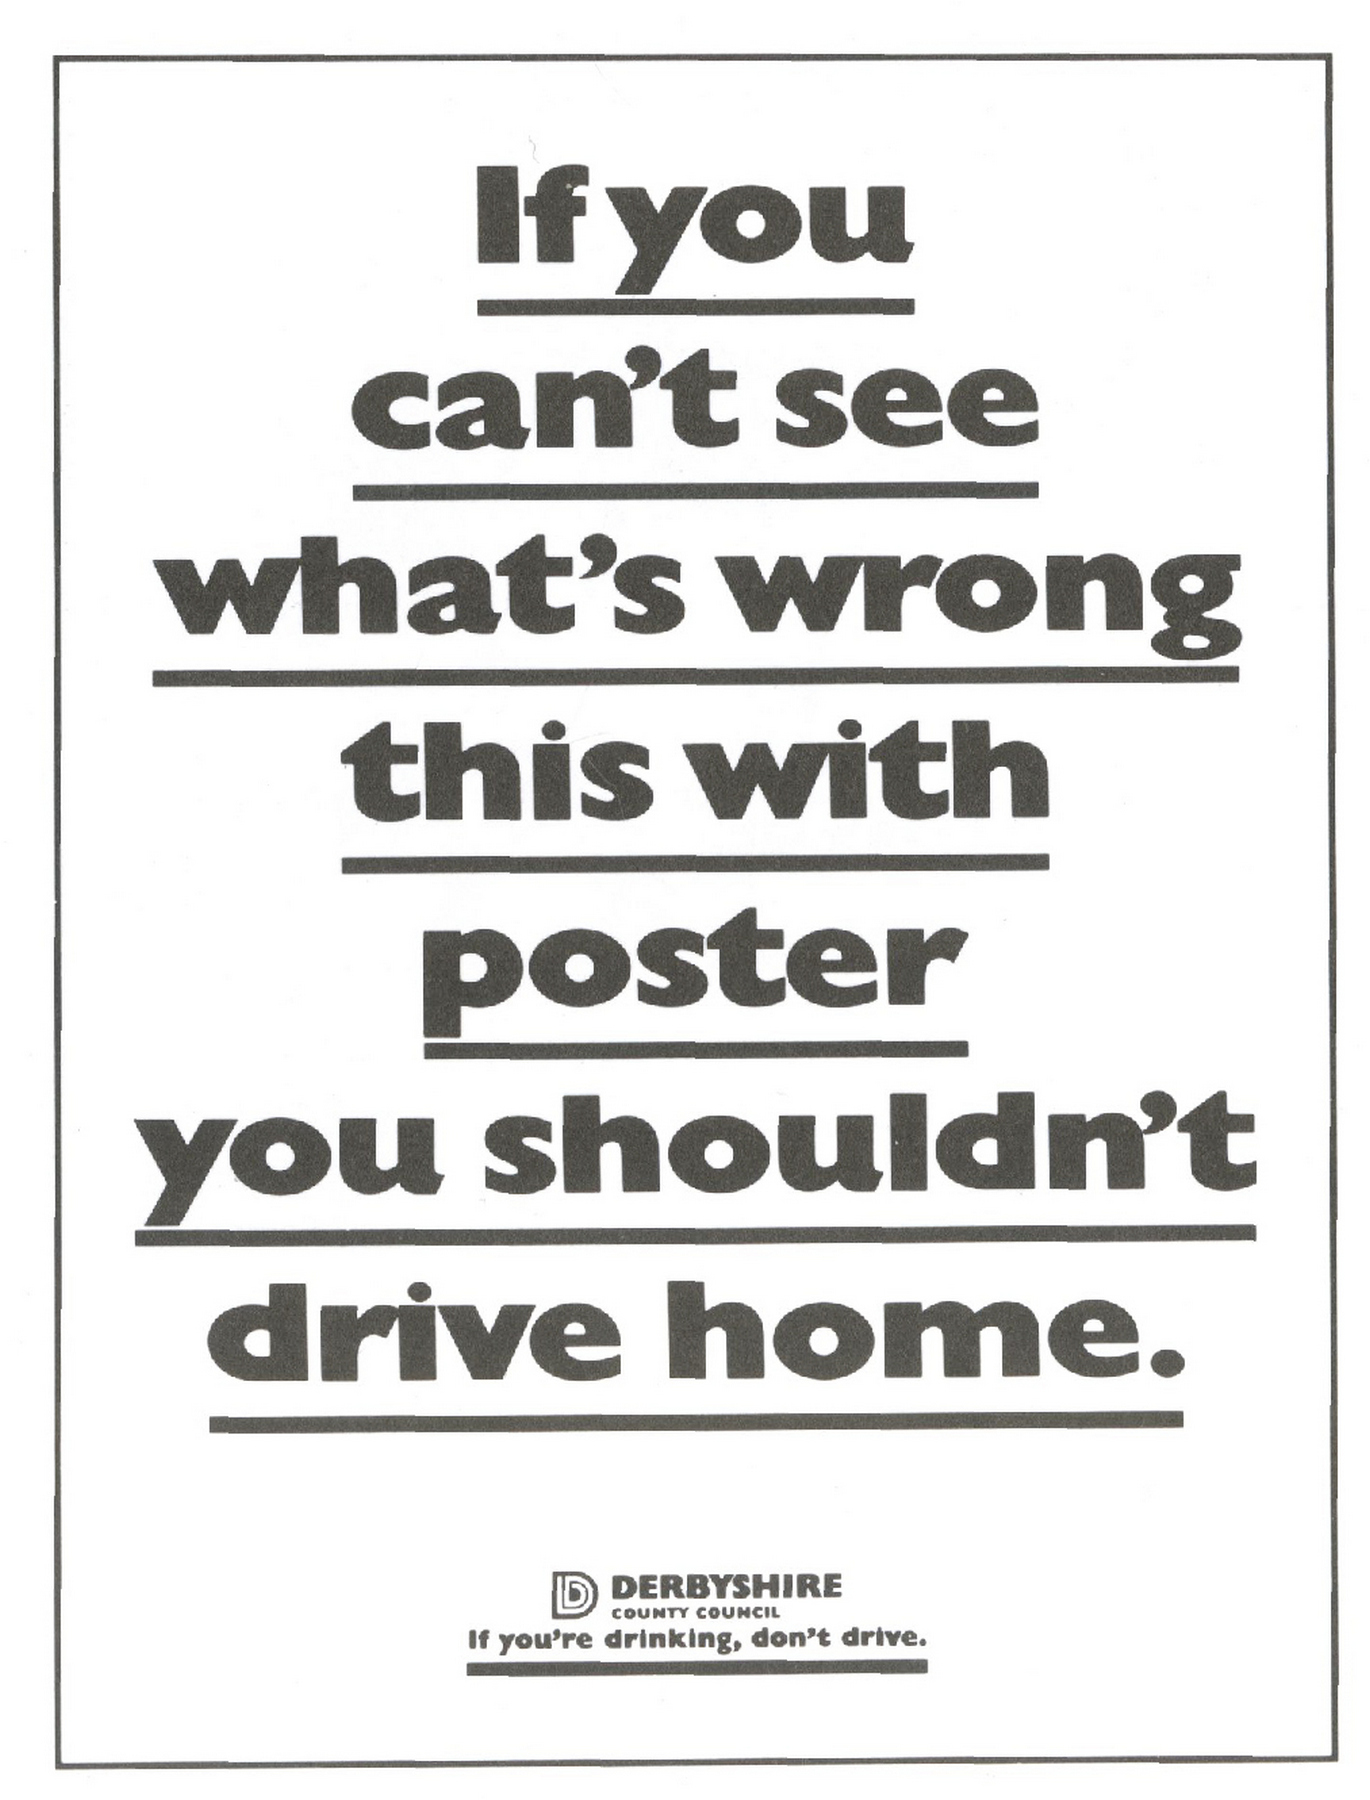 If you
can't see
what's wrong
this with
poster
you shouldn't
drive home.
DERBYSHIRE
COUNTY COUNCIL
If you're drinking, don't drive.